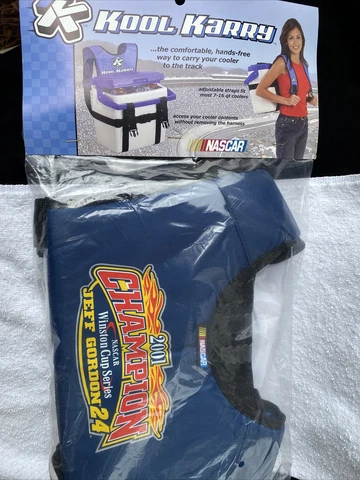 K
KOOL KARRY
...the comfortable, hands-free
way to carry your cooler
to the track
K
KOOL KARRY
adjustable straps fit
most 7-16 qt coolers
access your cooler contents
without removing the harness
NASCAR
2001
CHAMPION
NASCAR
Winston Cup Series
JEFF GORDON 24
NASCAR